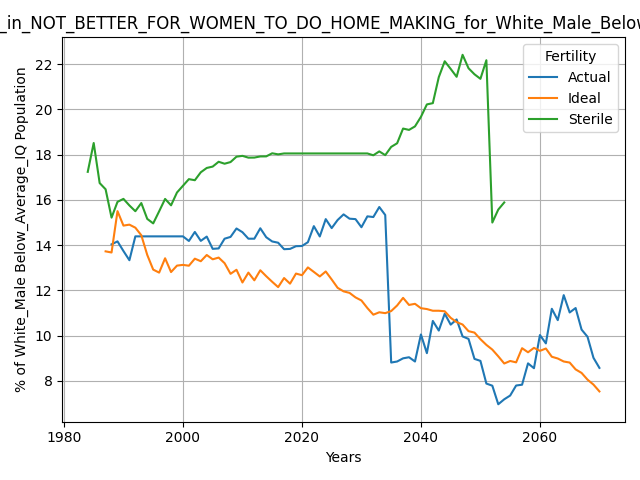 _in_NOT_BETTER_FOR_WOMEN_TO_DO_HOME_MAKING_for_White_Male_Below
Fertility
Actual
Ideal
Sterile
% of White_Male Below_Average_IQ Population
22
20
18
16
14
12
10
8
1980
2000
2020
2040
2060
Years